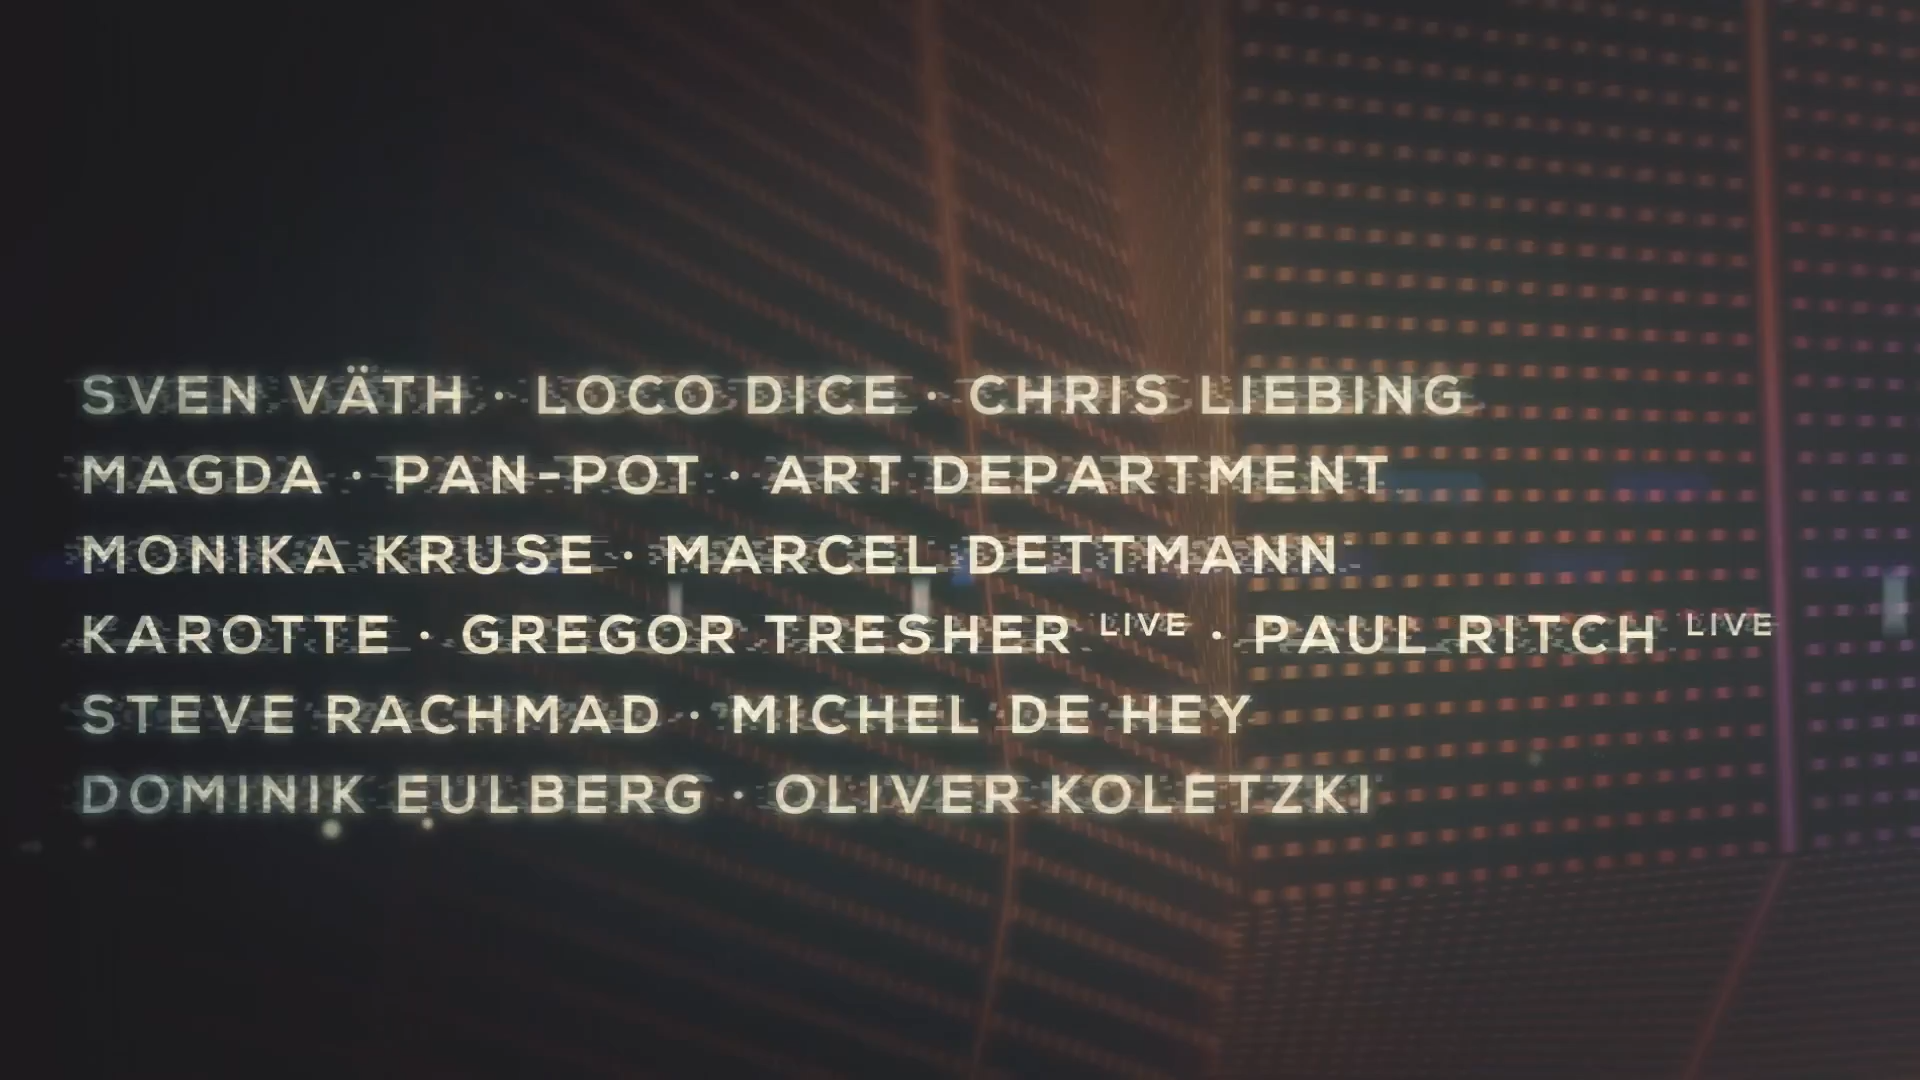 SVEN VÄTH · LOCO DICE · CHRIS LIEBING
MAGDA · PAN-POT · ART DEPARTMENT
MONIKA KRUSE · MARCEL DETTMANN
KAROTTE · GREGOR TRESHER LIVE · PAUL RITCH LIVE
STEVE RACHMAD · MICHEL DE HEY
DOMINIK EULBERG · OLIVER KOLETZKI